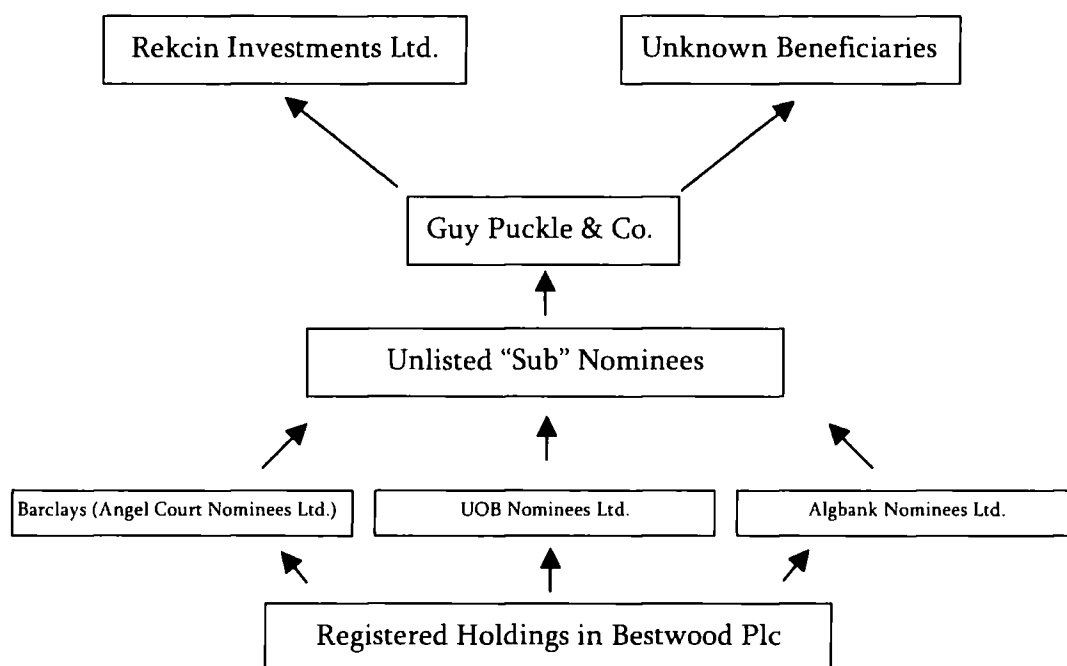 Rekcin Investments Ltd.
Unknown Beneficiaries
Guy Puckle & Co.
Unlisted “Sub” Nominees
Barclays (Angel Court Nominees Ltd.)
UOB Nominees Ltd.
Algbank Nominees Ltd.
Registered Holdings in Bestwood Plc